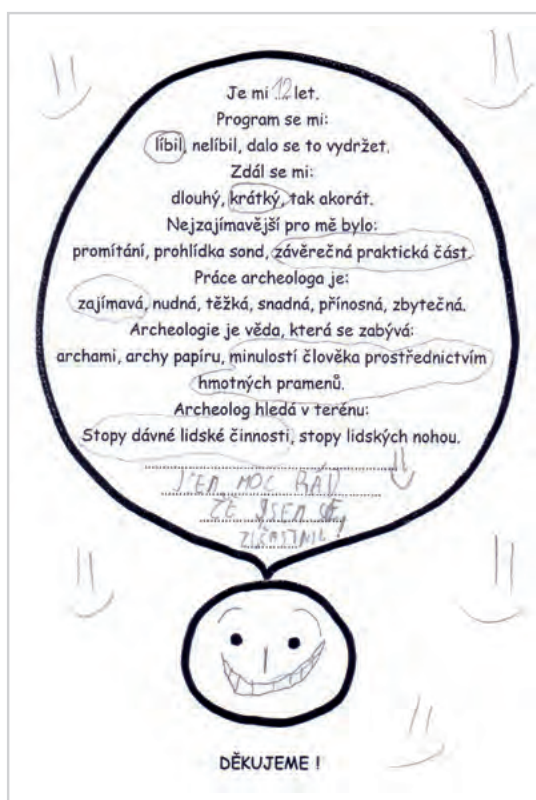 Je mi 12 let.
Program se mi:
líbil, nelíbil, dalo se to vydržet.
Zdál se mi:
dlouhý, krátký, tak akorát.
Nejzajímavější pro mě bylo:
promítání, prohlídka sond, závěrečná praktická část.
Práce archeologa je:
zajímavá, nudná, těžká, snadná, přínosná, zbytečná.
Archeologie je věda, která se zabývá:
archami, archy papíru, minulostí člověka prostřednictvím
hmotných pramenů.
Archeolog hledá v terénu:
Stopy dávné lidské činnosti, stopy lidských nohou.
JSEM MOC RÁD
ŽE JSEM SE
ZŮČASTNIL!
DĚKUJEME !